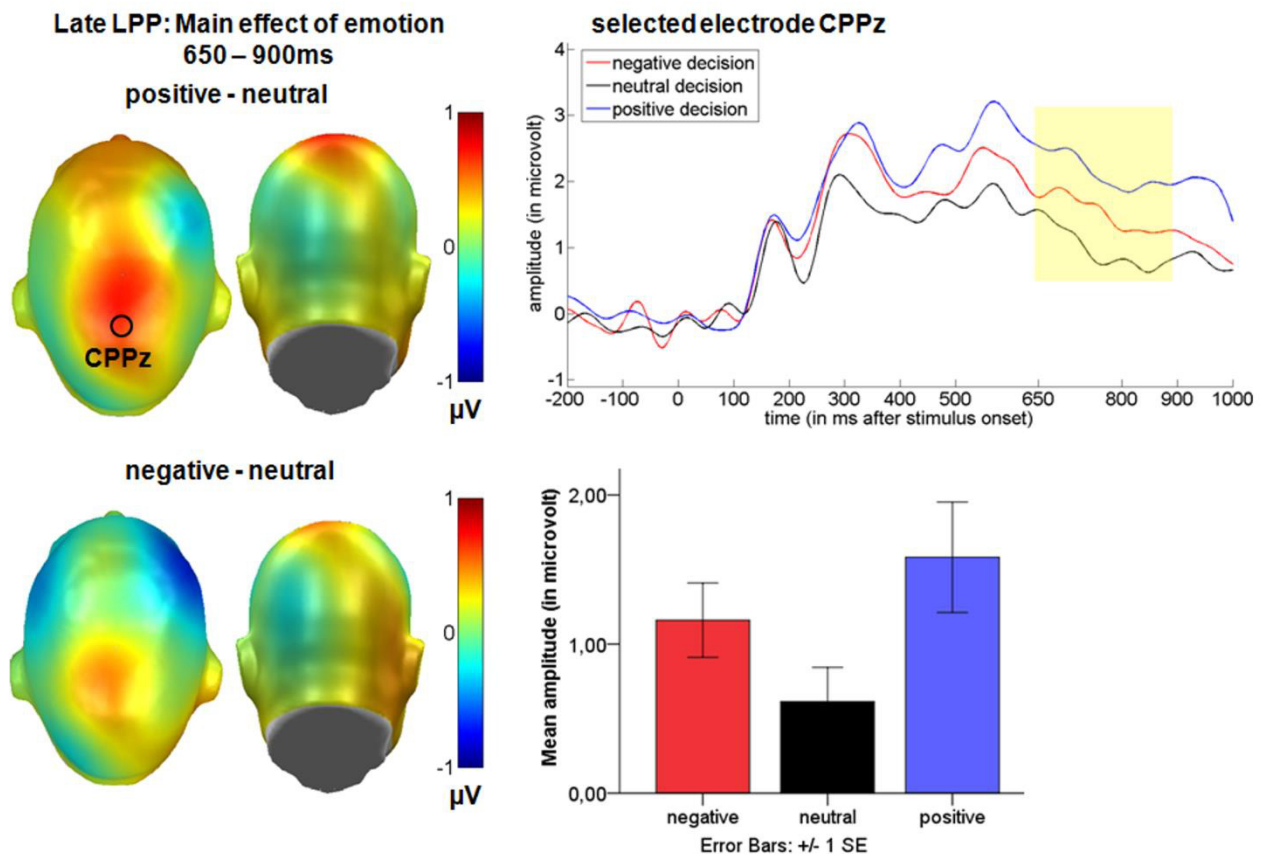 Late LPP: Main effect of emotion
650 – 900ms
positive - neutral
1
0
-1
µV
CPPz
negative - neutral
1
0
-1
µV
selected electrode CPPz
negative decision
neutral decision
positive decision
amplitude (in microvolt)
4
3
2
1
0
-1
-200 -100 0 100 200 300 400 500 650 800 900 1000
time (in ms after stimulus onset)
Mean amplitude (in microvolt)
2,00
1,00
0,00
negative neutral positive
Error Bars: +/- 1 SE